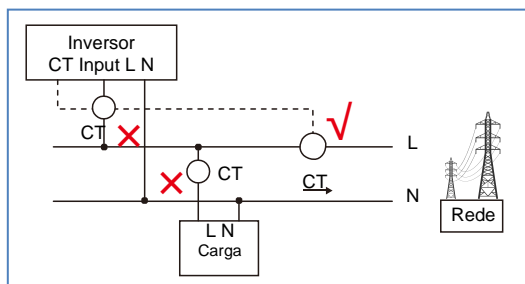 Inversor
CT Input L N
CT
L
CT
CT
N
L N
Carga
Rede